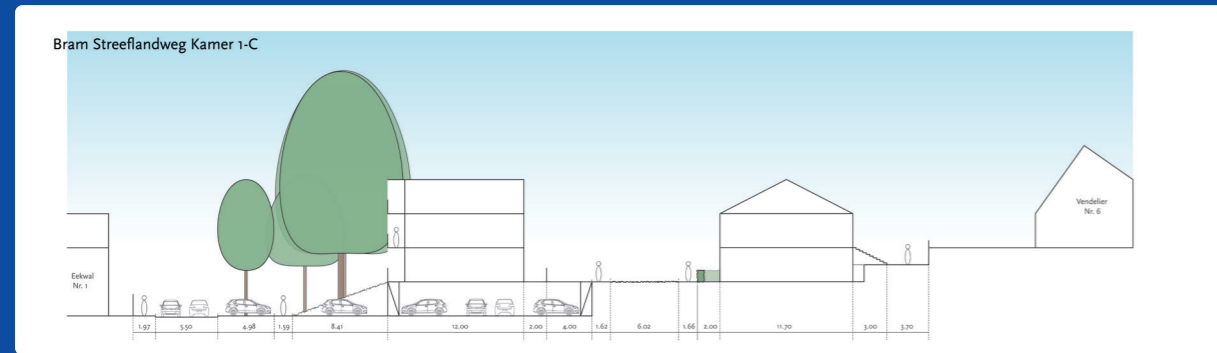 Bram Streeflandweg Kamer 1-C
Vendelier
Nr. 6
Eekwal
Nr. 1
1.97 5.50 4.98 1.59 8.41 12.00 2.00 4.00 1.62 6.02 1.66 2.00 11.70 3.00 3.70